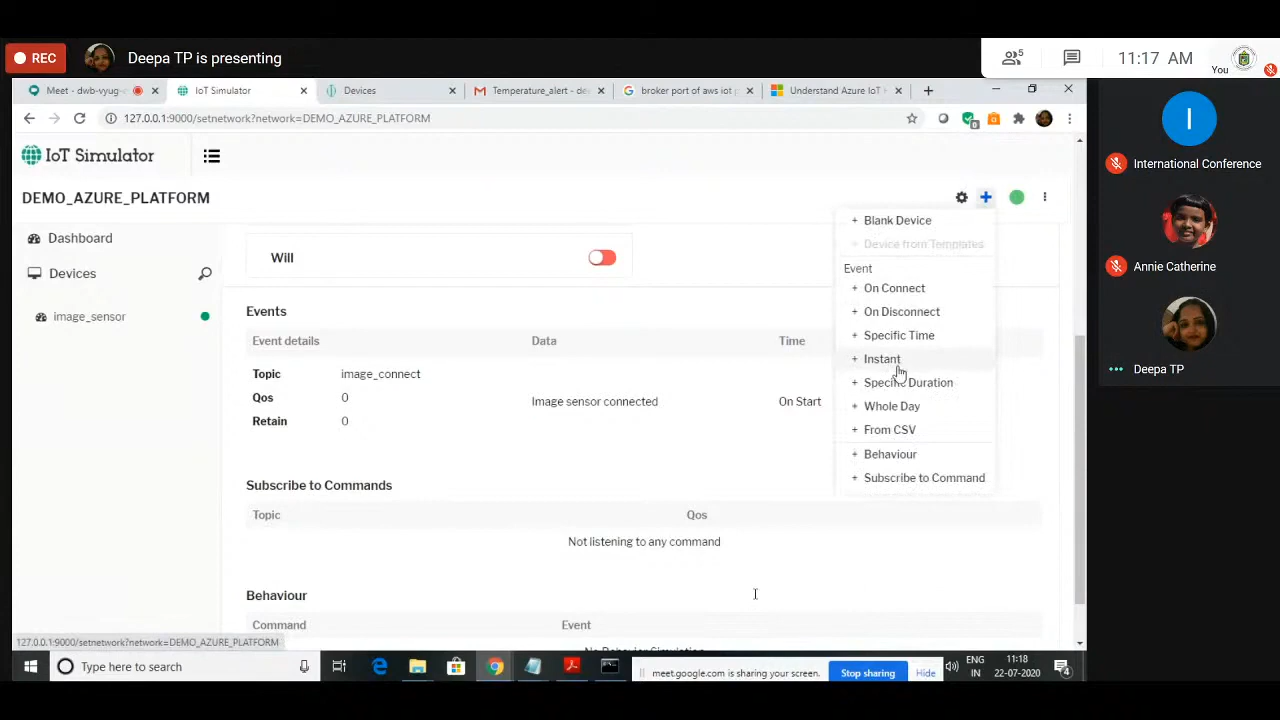 REC
Deepa TP is presenting
5
11:17 AM
You
Meet - dwb-vyug-
IoT Simulator
Devices
Temperature_alert - de
broker port of aws iot p
Understand Azure IoT H
127.0.0.1:9000/setnetwork?network=DEMO_AZURE_PLATFORM
IoT Simulator
DEMO_AZURE_PLATFORM
Dashboard
Devices
image_sensor
Will
+ Blank Device
+ Device from Templates
Event
+ On Connect
+ On Disconnect
+ Specific Time
+ Instant
+ Specific Duration
+ Whole Day
+ From CSV
+ Behaviour
+ Subscribe to Command
Events
Event details Data Time
Topic image_connect
Qos 0
Retain 0
Image sensor connected On Start
Subscribe to Commands
Topic Qos
Not listening to any command
Behaviour
Command Event
127.0.0.1:9000/setnetwork?network=DEMO_AZURE_PLATFORM
Type here to search
meet.google.com is sharing your screen.
Stop sharing
Hide
ENG
IN
11:18
22-07-2020
4
I
International Conference
Annie Catherine
Deepa TP